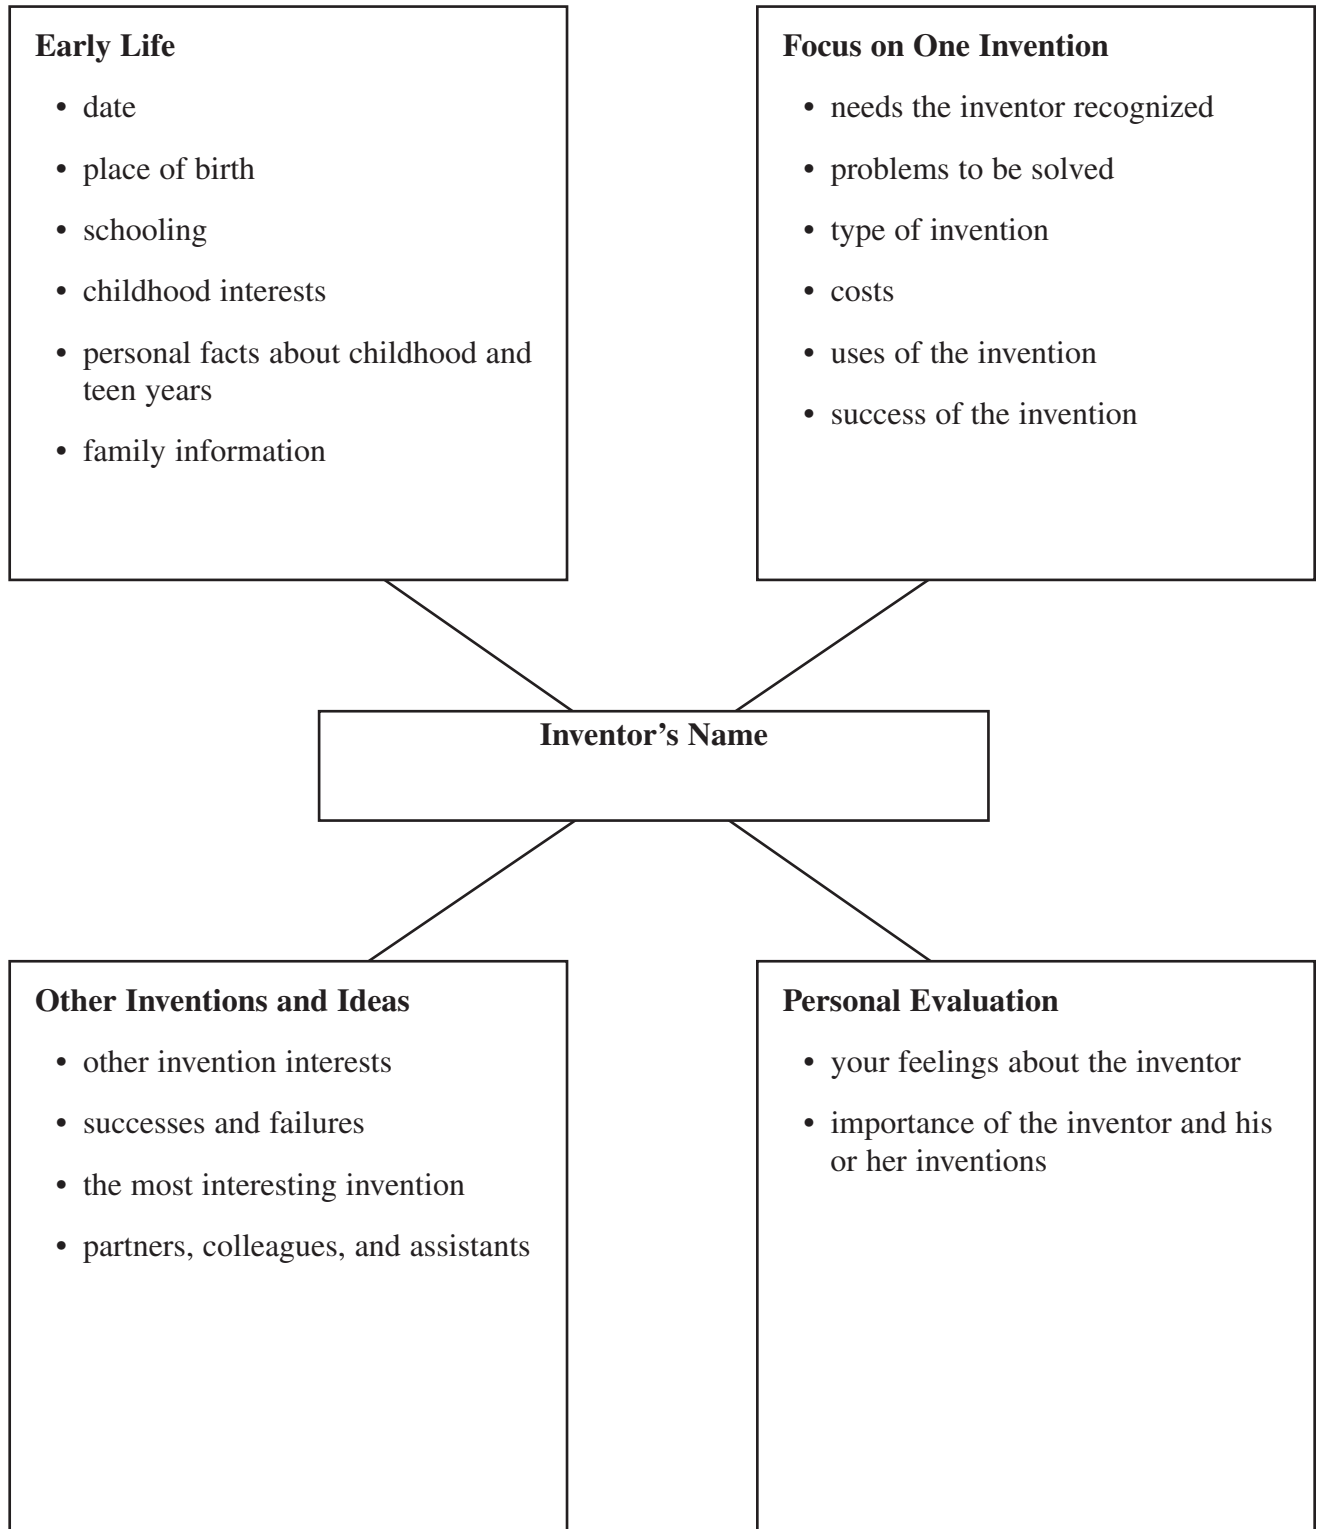 Early Life
• date
• place of birth
• schooling
• childhood interests
• personal facts about childhood and
teen years
• family information
Focus on One Invention
• needs the inventor recognized
• problems to be solved
• type of invention
• costs
• uses of the invention
• success of the invention
Inventor’s Name
Other Inventions and Ideas
• other invention interests
• successes and failures
• the most interesting invention
• partners, colleagues, and assistants
Personal Evaluation
• your feelings about the inventor
• importance of the inventor and his
or her inventions